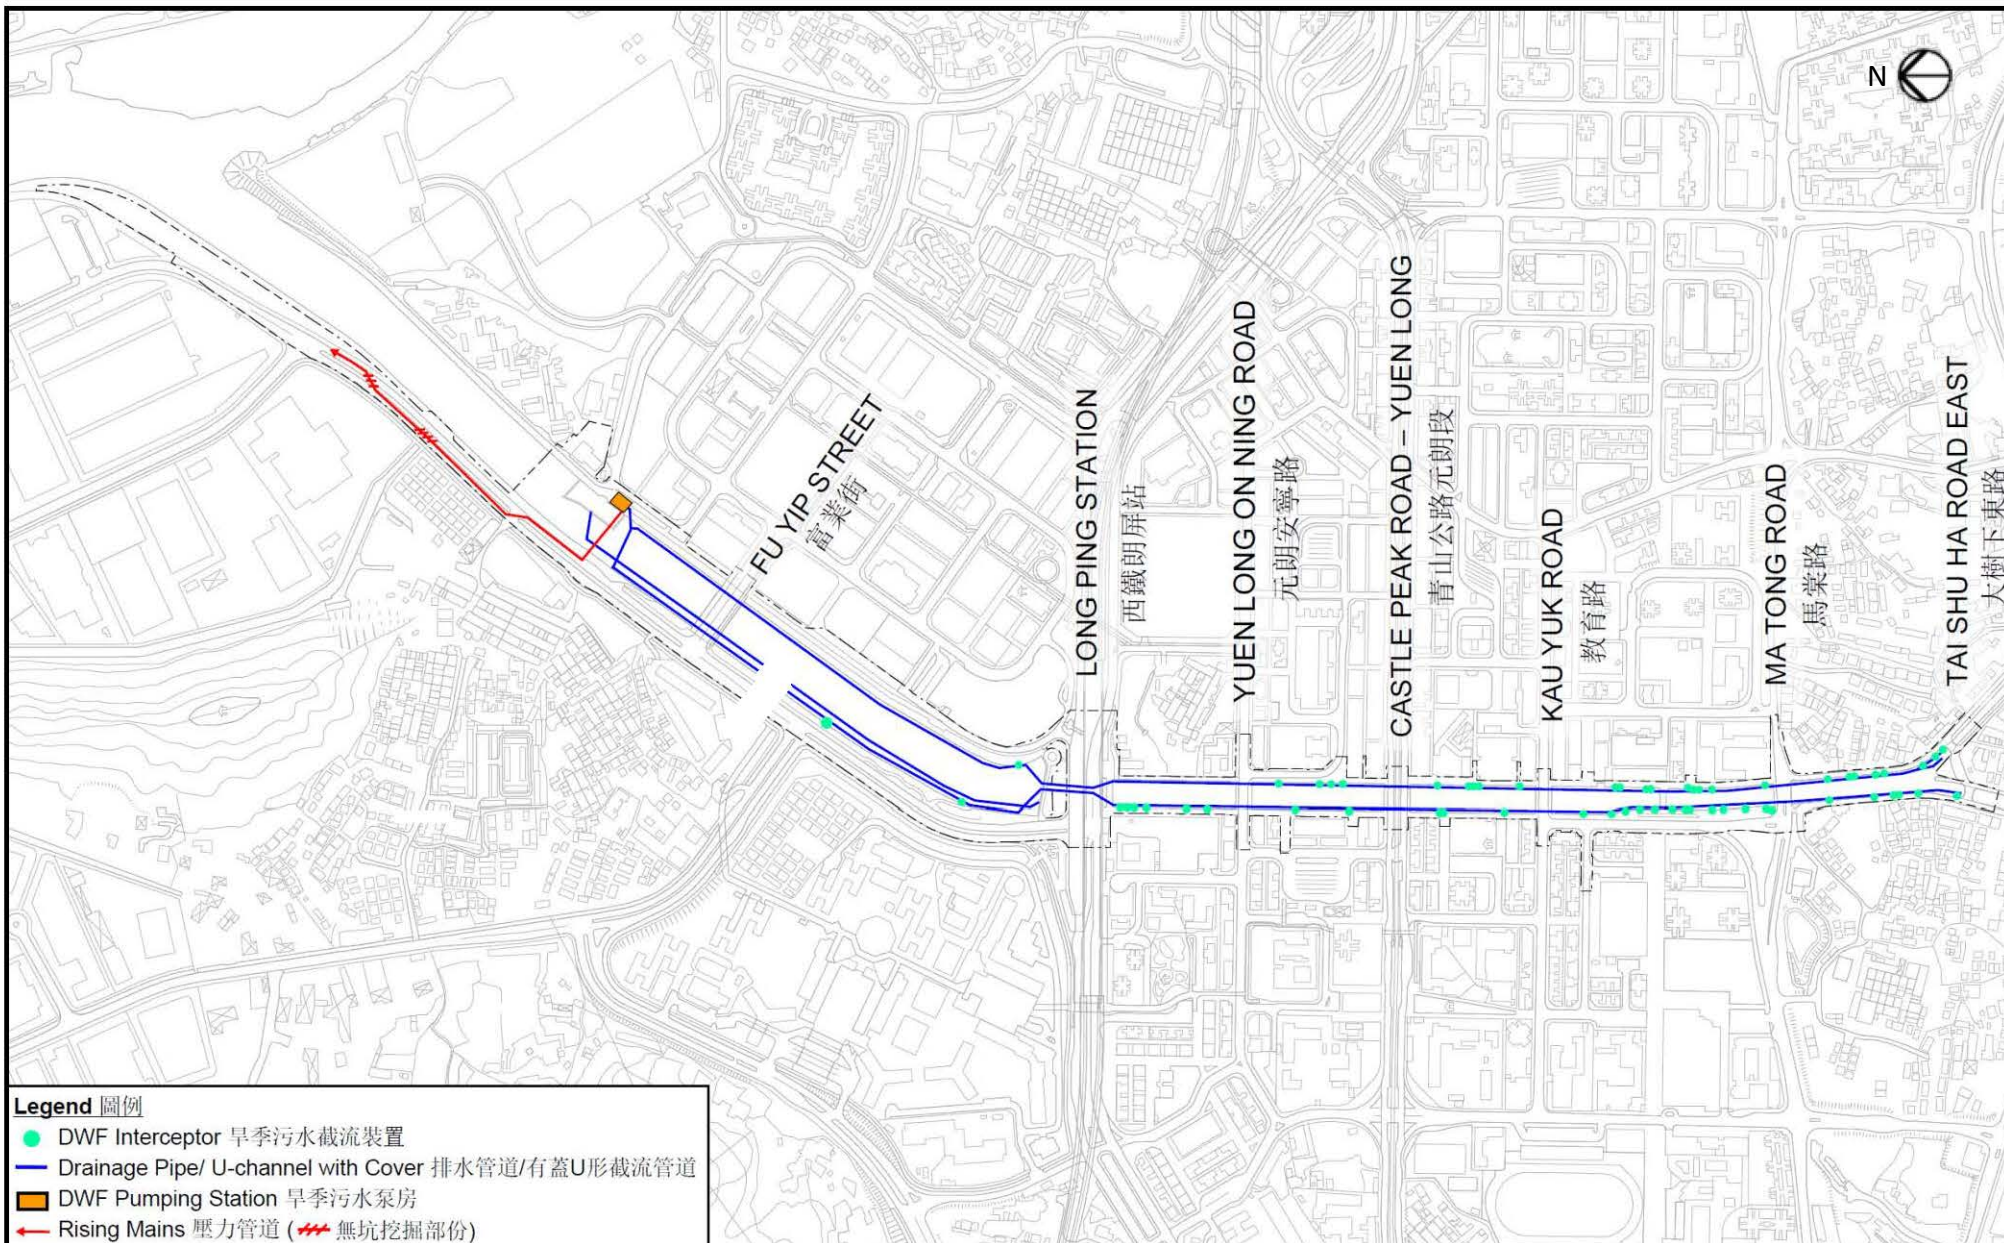 N
FU YIP STREET
富業街
LONG PING STATION
西鐵朗屏站
YUEN LONG ON NING ROAD
元朗安寧路
CASTLE PEAK ROAD – YUEN LONG
青山公路元朗段
KAU YUK ROAD
教育路
MA TONG ROAD
馬棠路
TAI SHU HA ROAD EAST
大樹下東路
Legend 圖例
DWF Interceptor 旱季污水截流裝置
Drainage Pipe/ U-channel with Cover 排水管道/有蓋U形截流管道
DWF Pumping Station 旱季污水泵房
Rising Mains 壓力管道 ( 無坑挖掘部份)